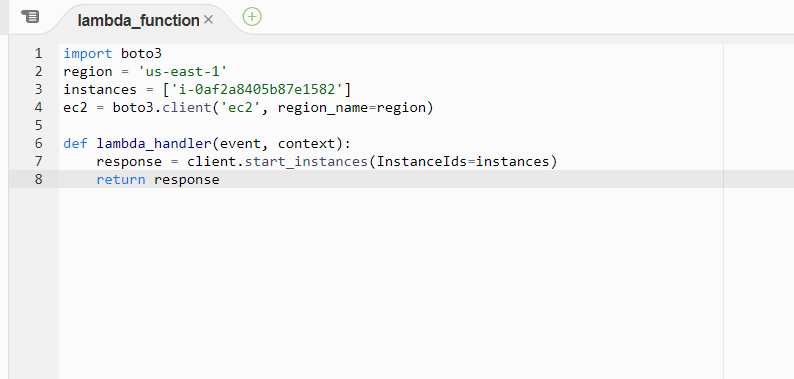 lambda_function ×
1 import boto3
2 region = 'us-east-1'
3 instances = ['i-0af2a8405b87e1582']
4 ec2 = boto3.client('ec2', region_name=region)
5
6 def lambda_handler(event, context):
7     response = client.start_instances(InstanceIds=instances)
8     return response